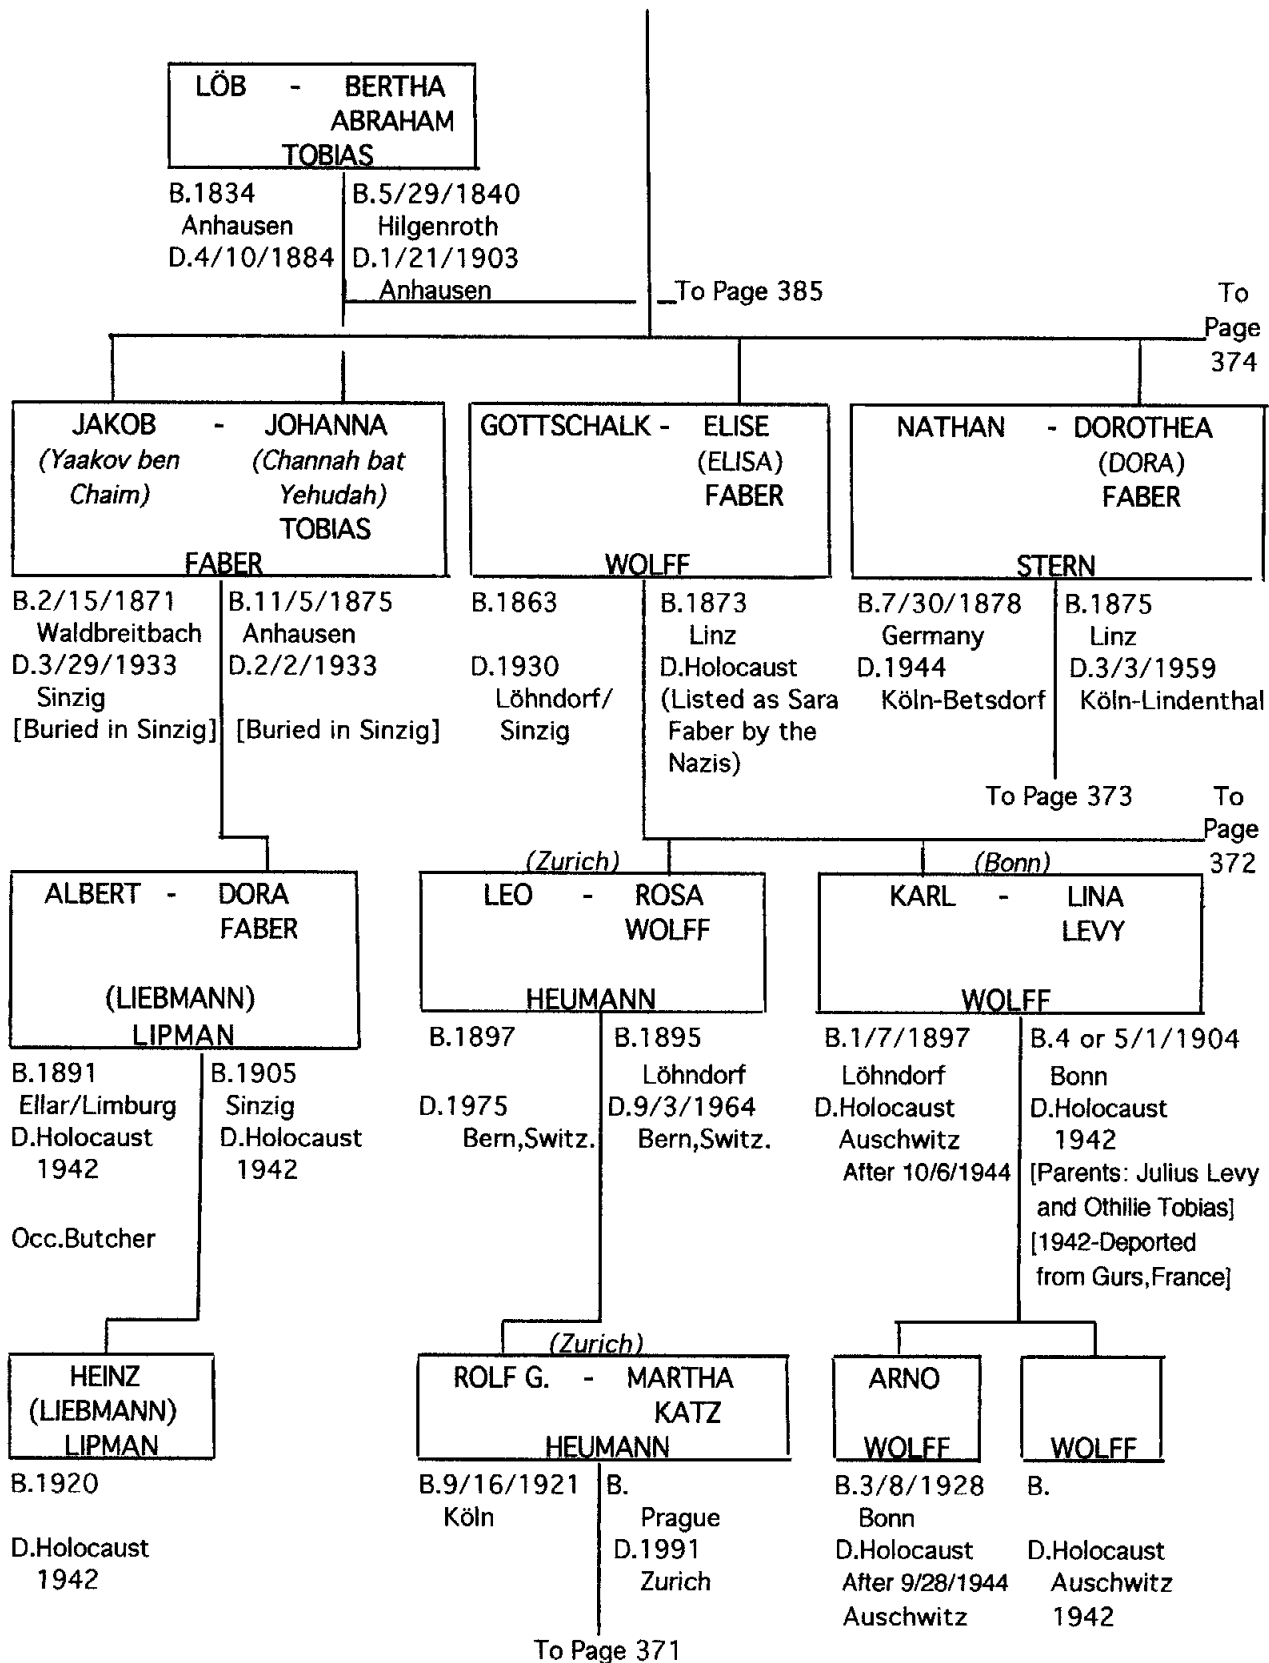 LÖB - BERTHA
ABRAHAM
TOBIAS
B.1834
Anhausen
D.4/10/1884
B.5/29/1840
Hilgenroth
D.1/21/1903
Anhausen
To Page 385
To
Page
374
JAKOB - JOHANNA
(Yaakov ben
Chaim)
(Channah bat
Yehudah)
TOBIAS
FABER
B.2/15/1871
Waldbreitbach
D.3/29/1933
Sinzig
[Buried in Sinzig]
B.11/5/1875
Anhausen
D.2/2/1933
[Buried in Sinzig]
GOTTSCHALK - ELISE
(ELISA)
FABER
WOLFF
B.1863
D.1930
Löhndorf/
Sinzig
B.1873
Linz
D.Holocaust
(Listed as Sara
Faber by the
Nazis)
NATHAN - DOROTHEA
(DORA)
FABER
STERN
B.7/30/1878
Germany
D.1944
Köln-Betsdorf
B.1875
Linz
D.3/3/1959
Köln-Lindenthal
To Page 373
To
Page
372
ALBERT - DORA
FABER
(LIEBMANN)
LIPMAN
B.1891
Ellar/Limburg
D.Holocaust
1942
Occ.Butcher
B.1905
Sinzig
D.Holocaust
1942
(Zurich)
LEO - ROSA
WOLFF
HEUMANN
B.1897
D.1975
Bern,Switz.
B.1895
Löhndorf
D.9/3/1964
Bern,Switz.
(Bonn)
KARL - LINA
LEVY
WOLFF
B.1/7/1897
Löhndorf
D.Holocaust
Auschwitz
After 10/6/1944
B.4 or 5/1/1904
Bonn
D.Holocaust
1942
[Parents: Julius Levy
and Othilie Tobias]
[1942-Deported
from Gurs,France]
HEINZ
(LIEBMANN)
LIPMAN
B.1920
D.Holocaust
1942
(Zurich)
ROLF G. - MARTHA
KATZ
HEUMANN
B.9/16/1921
Köln
B.
Prague
D.1991
Zurich
To Page 371
ARNO
WOLFF
B.3/8/1928
Bonn
D.Holocaust
After 9/28/1944
Auschwitz
WOLFF
B.
D.Holocaust
Auschwitz
1942